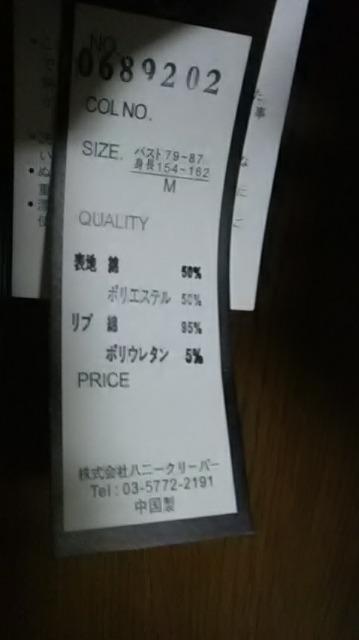 NO.
0689202
COL NO.
SIZE. バスト79-87
身長154-162
M
QUALITY
表地 綿 50%
ポリエステル 50%
リブ 綿 95%
ポリウレタン 5%
PRICE
株式会社ハニークリーパー
Tel : 03-5772-2191
中国製